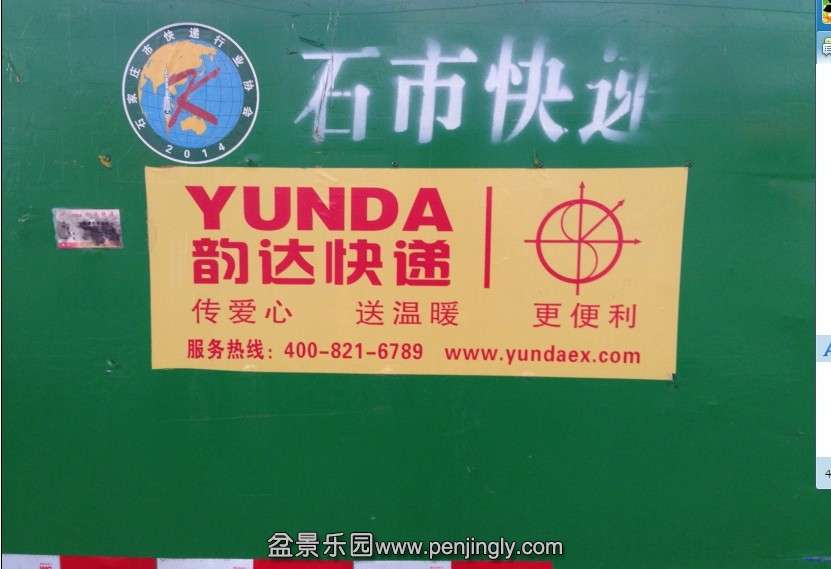 石家庄市快递行业协会
K
2014
石市快递
YUNDA
韵达快递
传爱心 送温暖 更便利
服务热线：400-821-6789 www.yundaex.com
盆景乐园www.penjingly.com